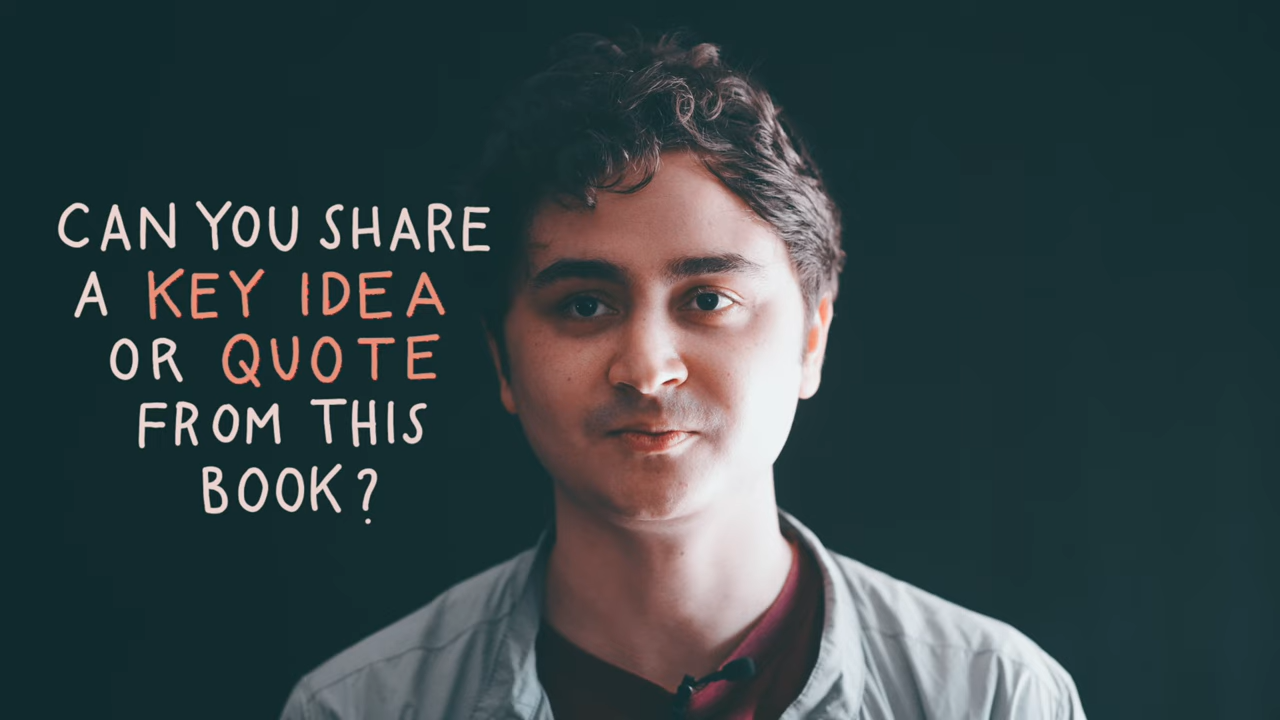 CAN YOU SHARE
A KEY IDEA
OR QUOTE
FROM THIS
BOOK?